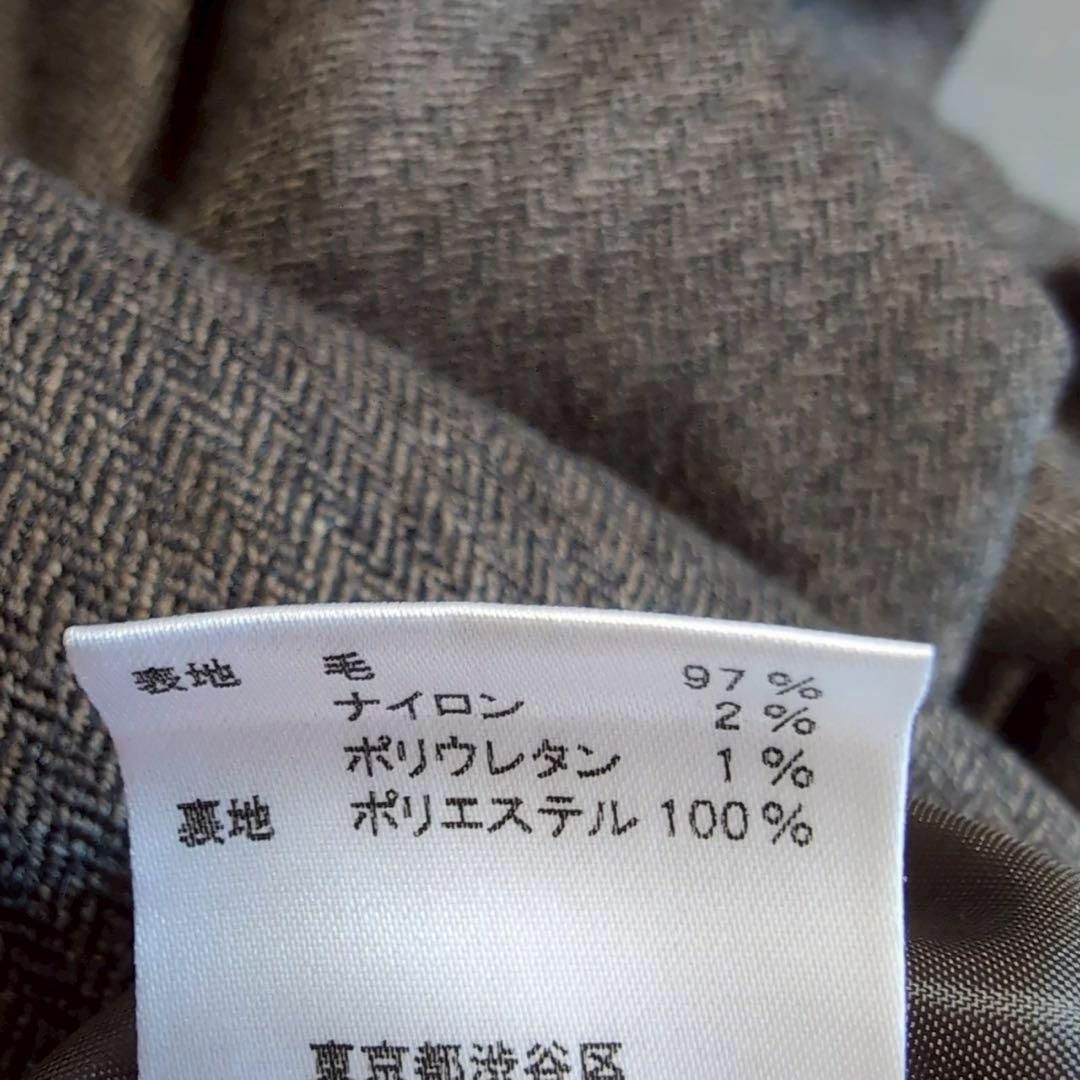 表地 毛 97%
ナイロン 2%
ポリウレタン 1%
裏地 ポリエステル 100%
東京都渋谷区